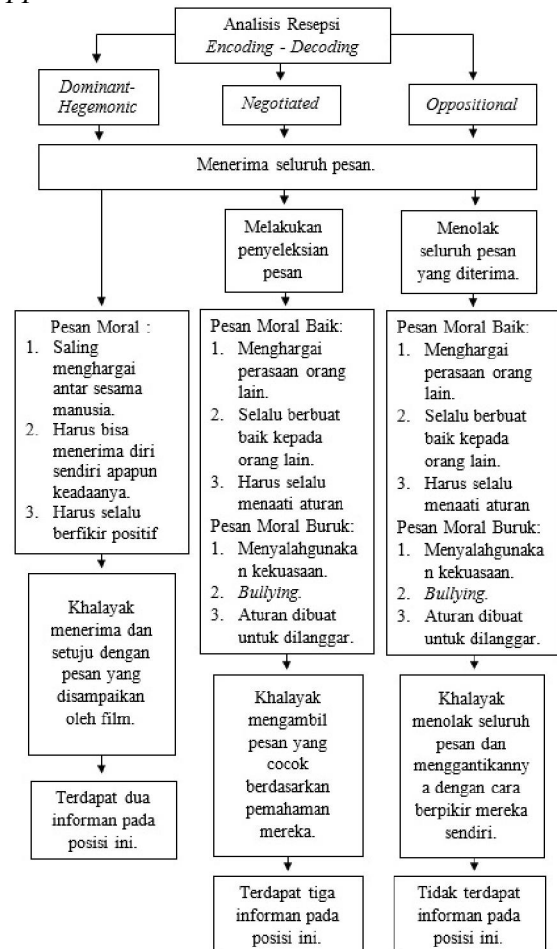 Analisis Resepsi
Encoding - Decoding
Dominant-
Hegemonic
Negotiated
Oppositional
Menerima seluruh pesan.
Melakukan
penyeleksian
pesan
Menolak
seluruh pesan
yang diterima.
Pesan Moral :
1. Saling
menghargai
antar sesama
manusia.
2. Harus bisa
menerima diri
sendiri apapun
keadaanya.
3. Harus selalu
berfikir positif
Pesan Moral Baik:
1. Menghargai
perasaan orang
lain.
2. Selalu berbuat
baik kepada
orang lain.
3. Harus selalu
menaati aturan
Pesan Moral Buruk:
1. Menyalahgunaka
n kekuasaan.
2. Bullying.
3. Aturan dibuat
untuk dilanggar.
Pesan Moral Baik:
1. Menghargai
perasaan orang
lain.
2. Selalu berbuat
baik kepada
orang lain.
3. Harus selalu
menaati aturan
Pesan Moral Buruk:
1. Menyalahgunaka
n kekuasaan.
2. Bullying.
3. Aturan dibuat
untuk dilanggar.
Khalayak
menerima dan
setuju dengan
pesan yang
disampaikan
oleh film.
Khalayak
mengambil
pesan yang
cocok
berdasarkan
pemahaman
mereka.
Khalayak
menolak seluruh
pesan dan
menggantikanny
a dengan cara
berpikir mereka
sendiri.
Terdapat dua
informan pada
posisi ini.
Terdapat tiga
informan pada
posisi ini.
Tidak terdapat
informan pada
posisi ini.